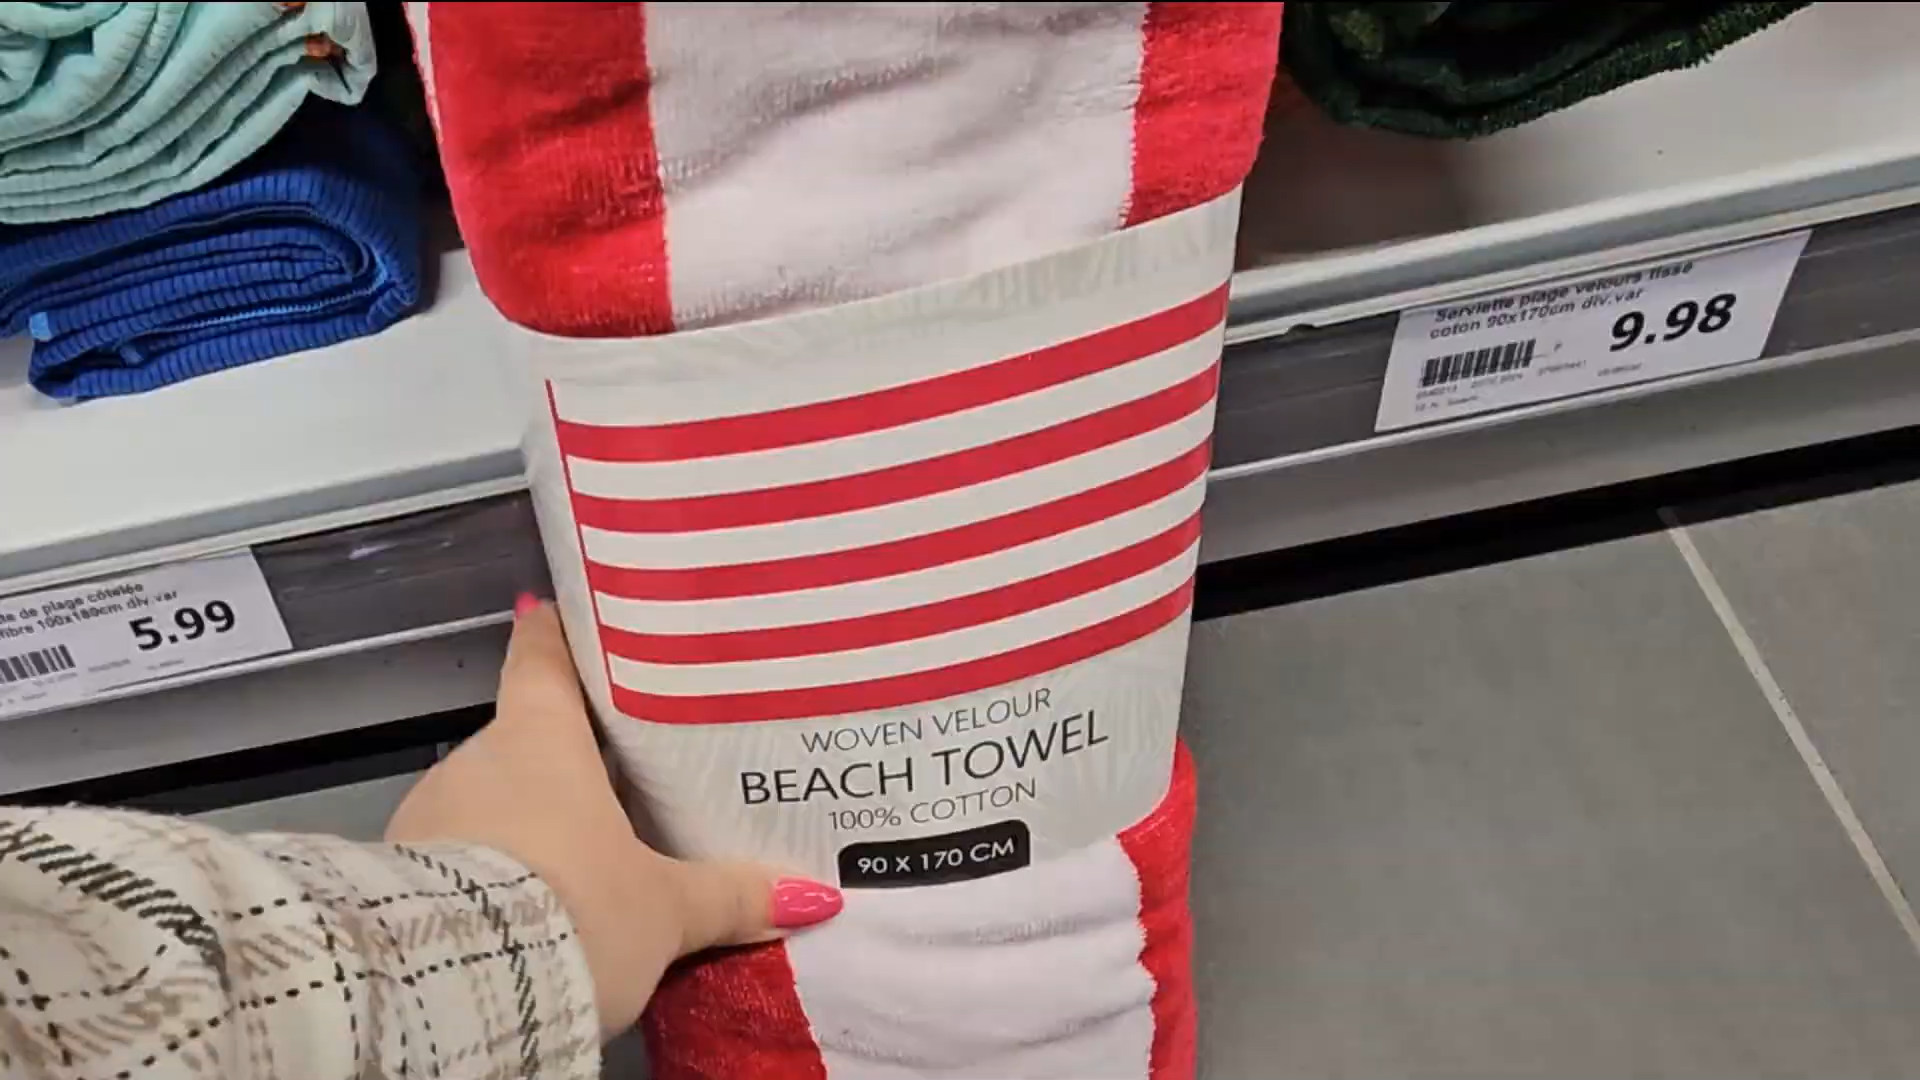 WOVEN VELOUR
BEACH TOWEL
100% COTTON
90 X 170 CM
Serviette plage velours tissé
coton 90x170cm div.var
9.98
de plage côtelée
100x180cm div.var
5.99